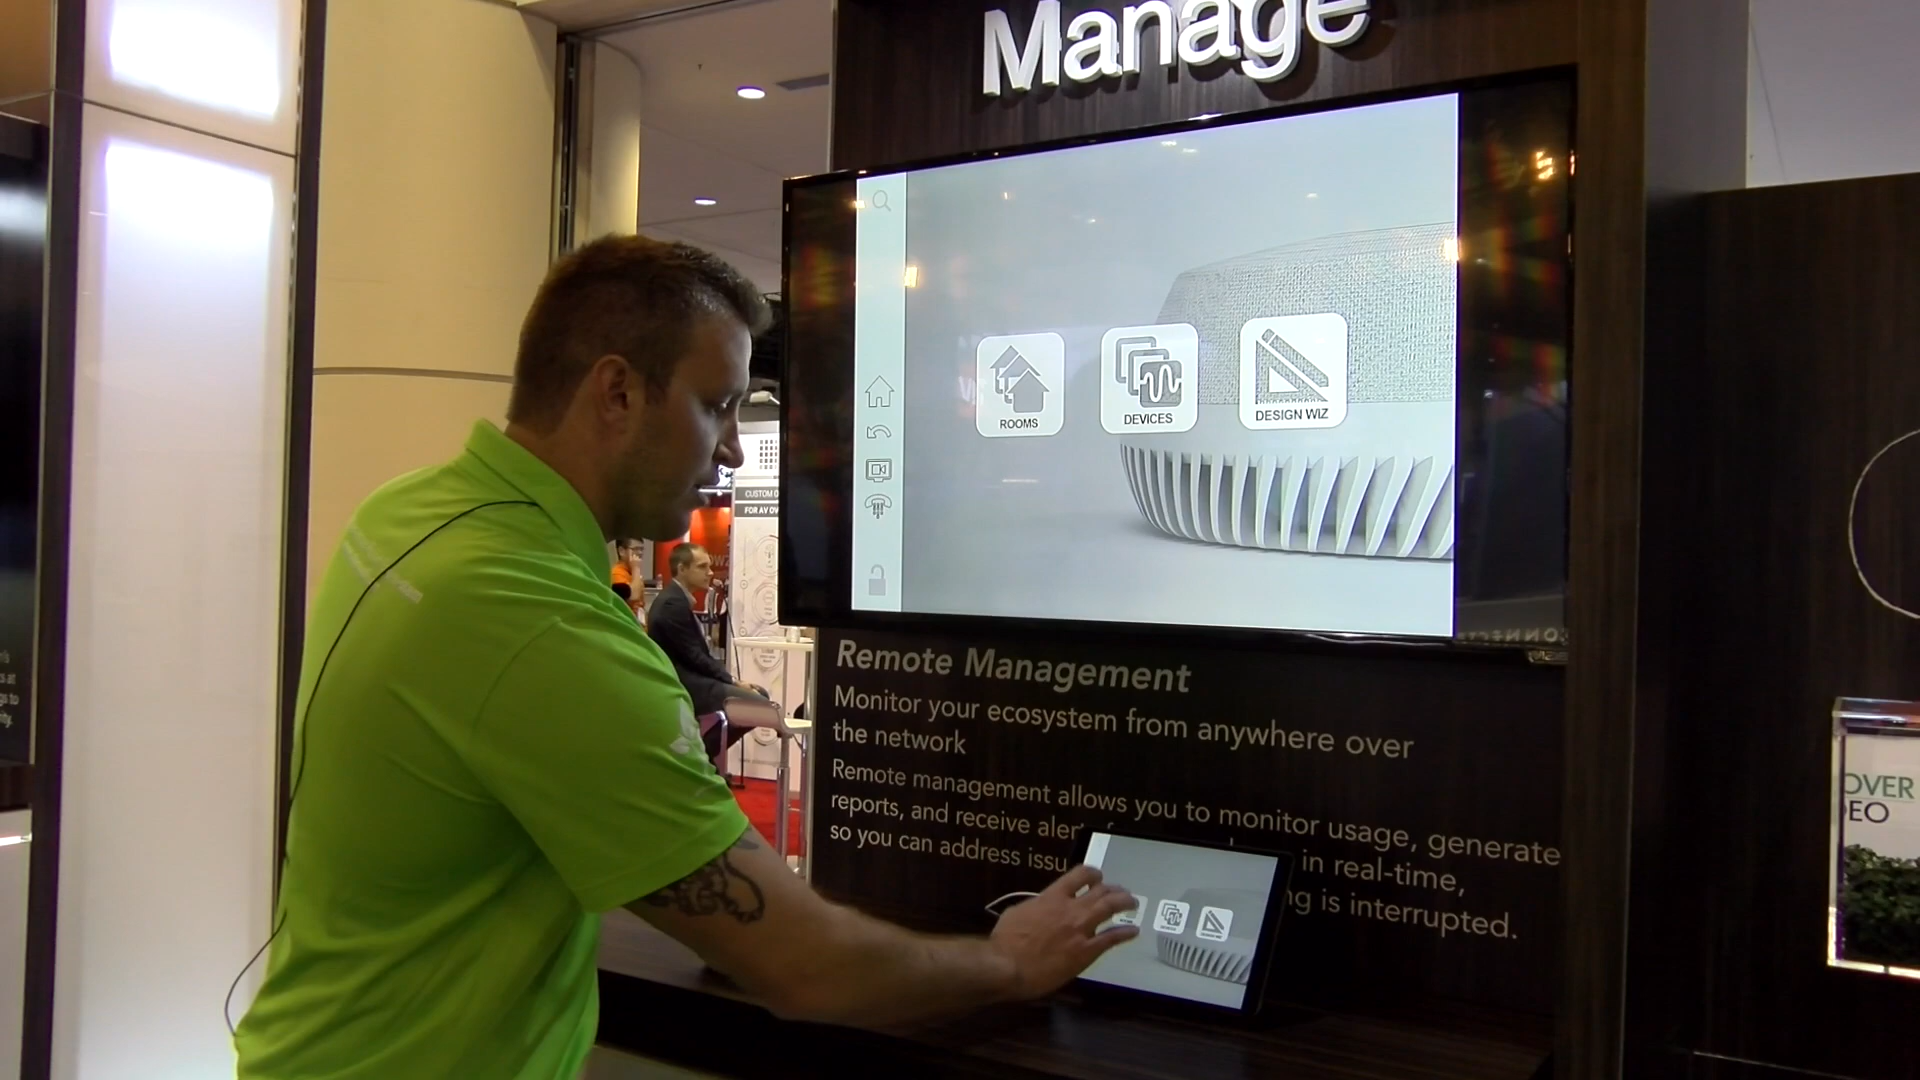 Manage
ROOMS
DEVICES
DESIGN WIZ
Remote Management
Monitor your ecosystem from anywhere over
the network
Remote management allows you to monitor usage, generate
reports, and receive in real-time,
so you can address is interrupted.
CUSTOM
FOR AV
OVER
DEO